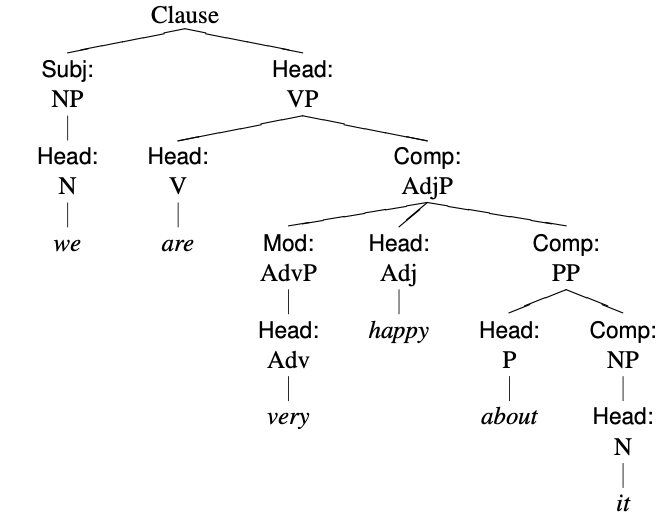 Clause
Subj: Head:
NP VP
Head: Head: Comp:
N V AdjP
we are Mod: Head: Comp:
AdvP Adj PP
Head: happy Head: Comp:
Adv P NP
very about Head:
N
it